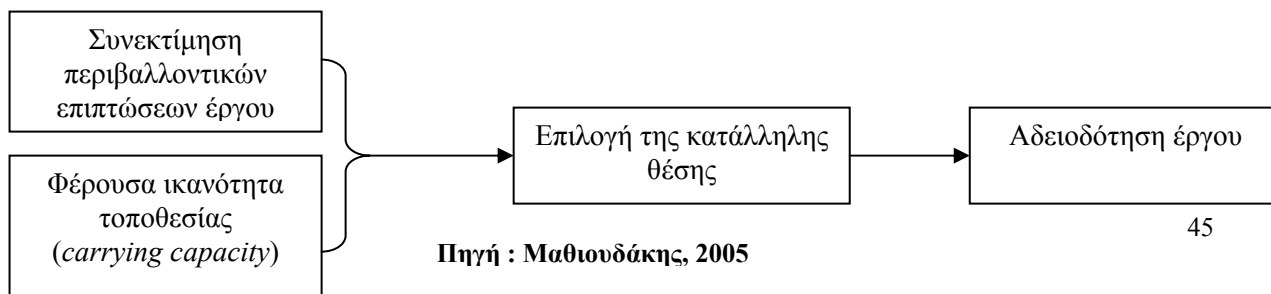 Συνεκτίμηση
περιβαλλοντικών
επιπτώσεων έργου
Φέρουσα ικανότητα
τοποθεσίας
(carrying capacity)
Επιλογή της κατάλληλης
θέσης
Αδειοδότηση έργου
Πηγή : Μαθιουδάκης, 2005
45